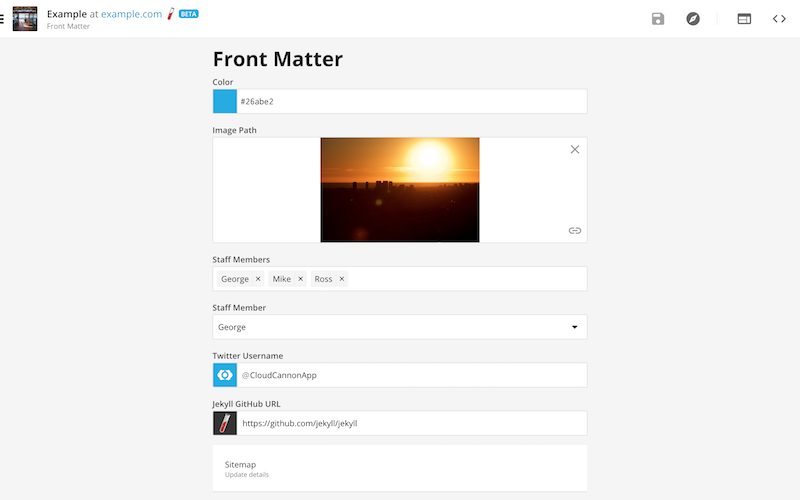 Example at example.com BETA
Front Matter
Front Matter
Color
#26abe2
Image Path
Staff Members
George × Mike × Ross ×
Staff Member
George
Twitter Username
@CloudCannonApp
Jekyll GitHub URL
https://github.com/jekyll/jekyll
Sitemap
Update details